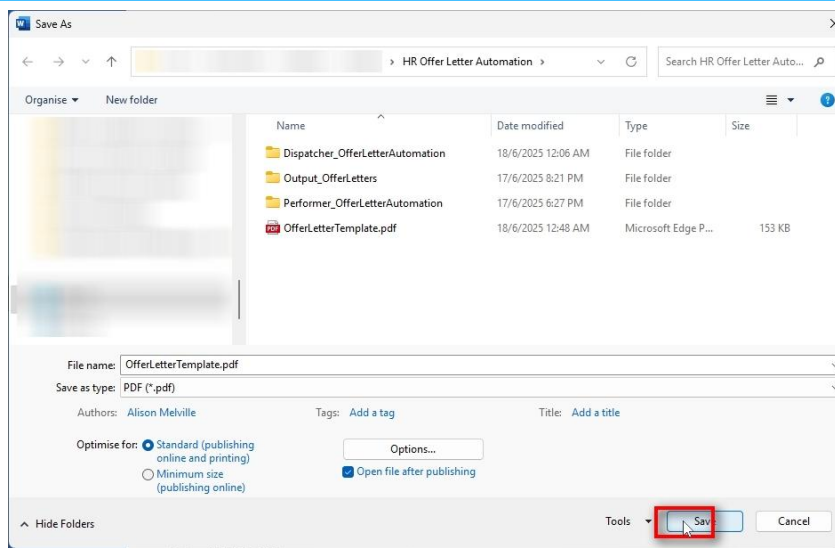 Save As
HR Offer Letter Automation
Search HR Offer Letter Auto...
Organise New folder
Name Date modified Type Size
Dispatcher_OfferLetterAutomation 18/6/2025 12:06 AM File folder
Output_OfferLetters 17/6/2025 8:21 PM File folder
Performer_OfferLetterAutomation 17/6/2025 6:27 PM File folder
PDF OfferLetterTemplate.pdf 18/6/2025 12:48 AM Microsoft Edge P... 153 KB
File name: OfferLetterTemplate.pdf
Save as type: PDF (*.pdf)
Authors: Alison Melville Tags: Add a tag Title: Add a title
Optimise for: Standard (publishing
online and printing)
Minimum size
(publishing online)
Options...
Open file after publishing
Hide Folders Tools Save Cancel